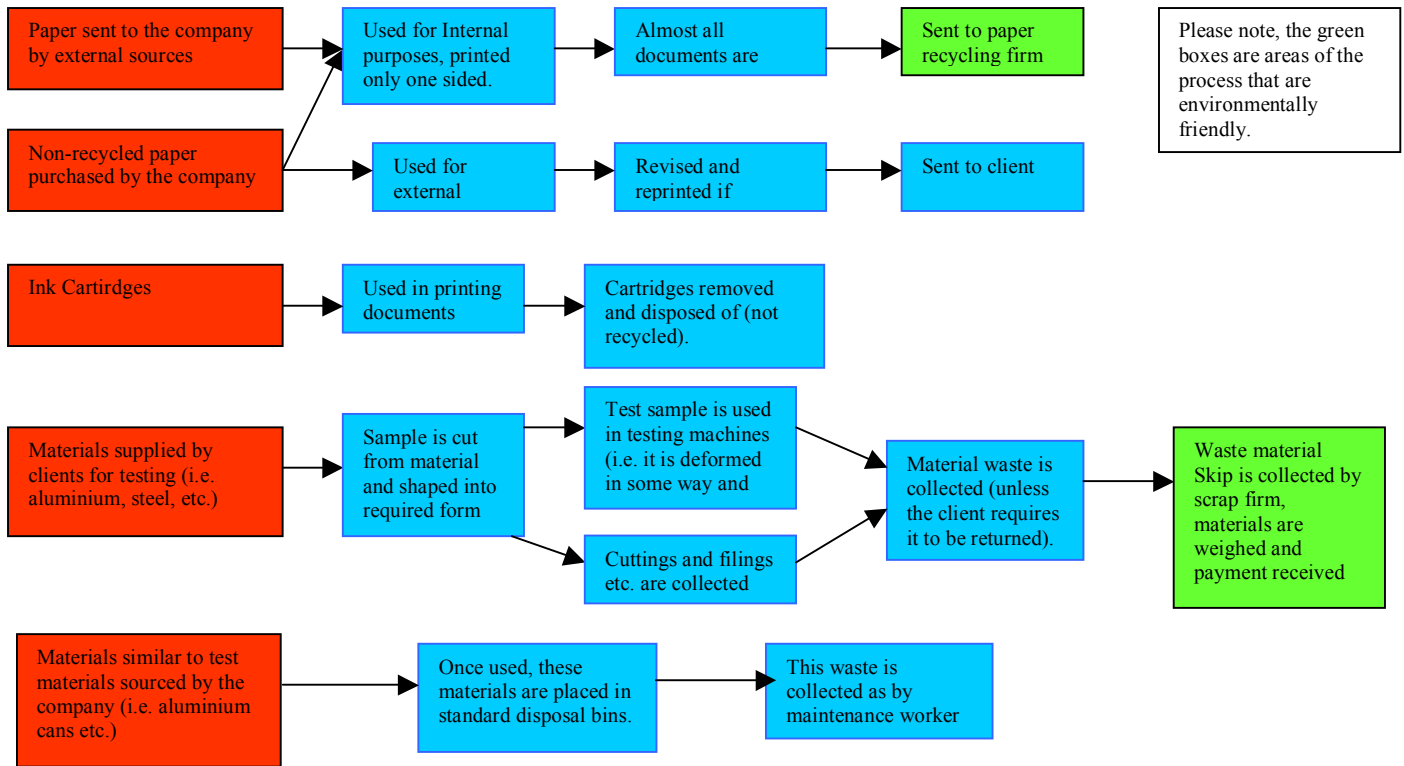 Paper sent to the company
by external sources
Used for Internal
purposes, printed
only one sided.
Almost all
documents are
Sent to paper
recycling firm
Please note, the green
boxes are areas of the
process that are
environmentally
friendly.
Non-recycled paper
purchased by the company
Used for
external
Revised and
reprinted if
Sent to client
Ink Cartirdges
Used in printing
documents
Cartridges removed
and disposed of (not
recycled).
Materials supplied by
clients for testing (i.e.
aluminium, steel, etc.)
Sample is cut
from material
and shaped into
required form
Test sample is used
in testing machines
(i.e. it is deformed
in some way and
Cuttings and filings
etc. are collected
Material waste is
collected (unless
the client requires
it to be returned).
Waste material
Skip is collected by
scrap firm,
materials are
weighed and
payment received
Materials similar to test
materials sourced by the
company (i.e. aluminium
cans etc.)
Once used, these
materials are placed in
standard disposal bins.
This waste is
collected as by
maintenance worker